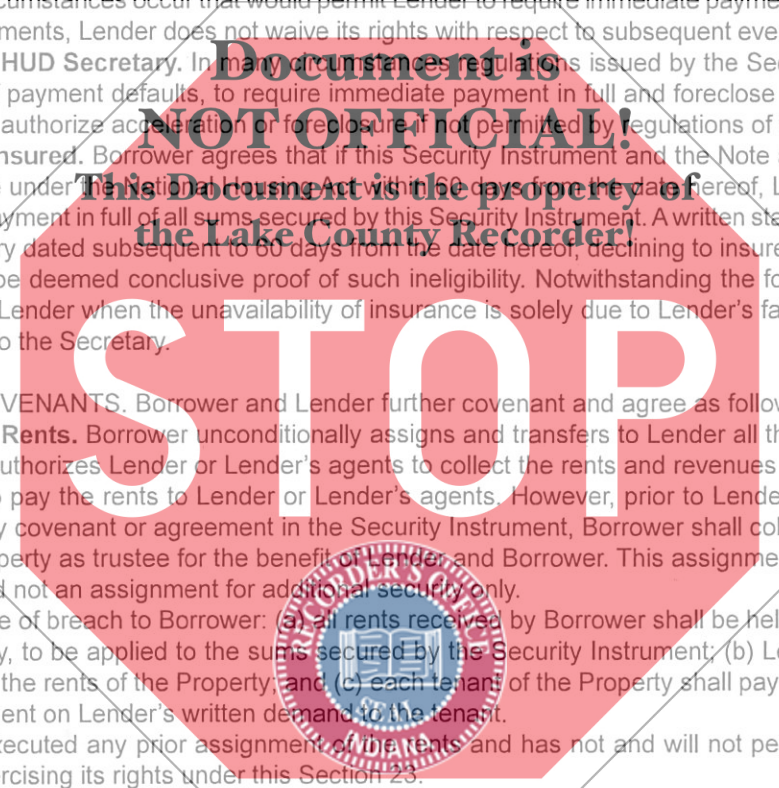 cumstances occur that would permit Lender to require immediate payme
ments, Lender does not waive its rights with respect to subsequent eve
Document is
HUD Secretary. In many circumstances regulations issued by the Sec
payment defaults, to require immediate payment in full and foreclose
NOT OFFICIAL!
authorize acceleration or foreclosure if not permitted by regulations of
nsured. Borrower agrees that if this Security Instrument and the Note
This Document is the property of
under the National Housing Act within 60 days from the date hereof, L
yment in full of all sums secured by this Security Instrument. A written sta
the Lake County Recorder!
ry dated subsequent to 60 days from the date hereof, declining to insure
be deemed conclusive proof of such ineligibility. Notwithstanding the fo
Lender when the unavailability of insurance is solely due to Lender's fa
o the Secretary.
STOP
VENANTS. Borrower and Lender further covenant and agree as follow
Rents. Borrower unconditionally assigns and transfers to Lender all th
uthorizes Lender or Lender's agents to collect the rents and revenues
o pay the rents to Lender or Lender's agents. However, prior to Lende
y covenant or agreement in the Security Instrument, Borrower shall col
perty as trustee for the benefit of Lender and Borrower. This assignme
d not an assignment for additional security only.
RECORDER'S OFFICE
e of breach to Borrower: (a) all rents received by Borrower shall be hel
y, to be applied to the sums secured by the Security Instrument; (b) Le
the rents of the Property; and (c) each tenant of the Property shall pay
SEAL
ent on Lender's written demand to the tenant.
INDIANA
xecuted any prior assignment of the rents and has not and will not pe
ercising its rights under this Section 23.